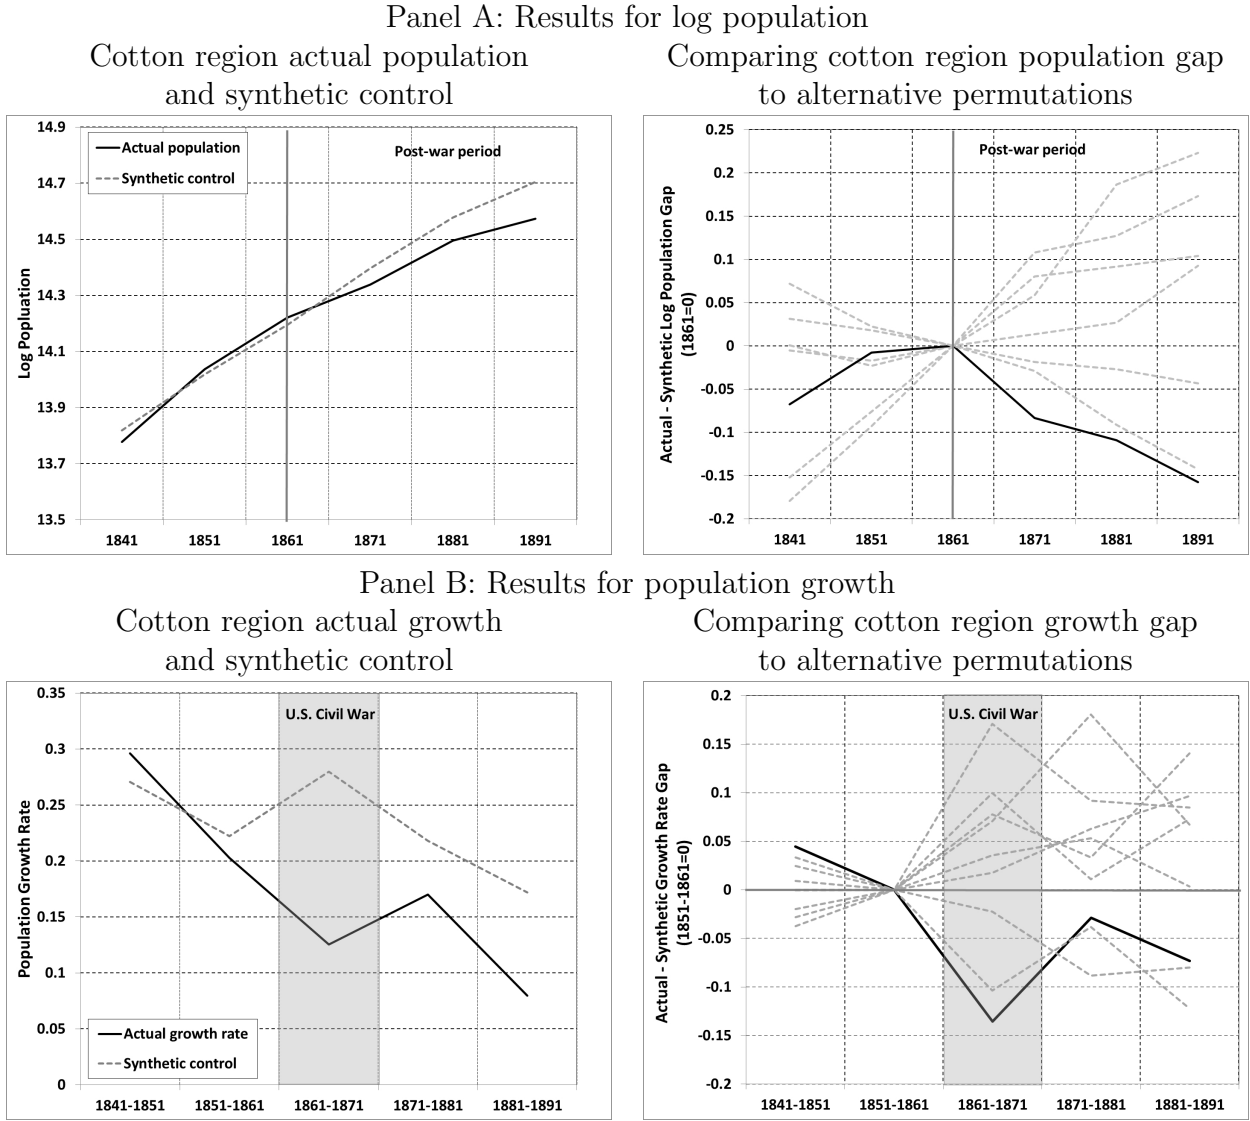 Panel A: Results for log population
Cotton region actual population
and synthetic control
14.9
14.7
14.5
14.3
14.1
13.9
13.7
13.5
Log Popluation
Actual population
Synthetic control
Post-war period
1841 1851 1861 1871 1881 1891
Comparing cotton region population gap
to alternative permutations
0.25
0.2
0.15
0.1
0.05
0
-0.05
-0.1
-0.15
-0.2
Actual - Synthetic Log Population Gap
(1861=0)
Post-war period
1841 1851 1861 1871 1881 1891
Panel B: Results for population growth
Cotton region actual growth
and synthetic control
0.35
0.3
0.25
0.2
0.15
0.1
0.05
0
Population Growth Rate
U.S. Civil War
Actual growth rate
Synthetic control
1841-1851 1851-1861 1861-1871 1871-1881 1881-1891
Comparing cotton region growth gap
to alternative permutations
0.2
0.15
0.1
0.05
0
-0.05
-0.1
-0.15
-0.2
Actual - Synthetic Growth Rate Gap
(1851-1861=0)
U.S. Civil War
1841-1851 1851-1861 1861-1871 1871-1881 1881-1891